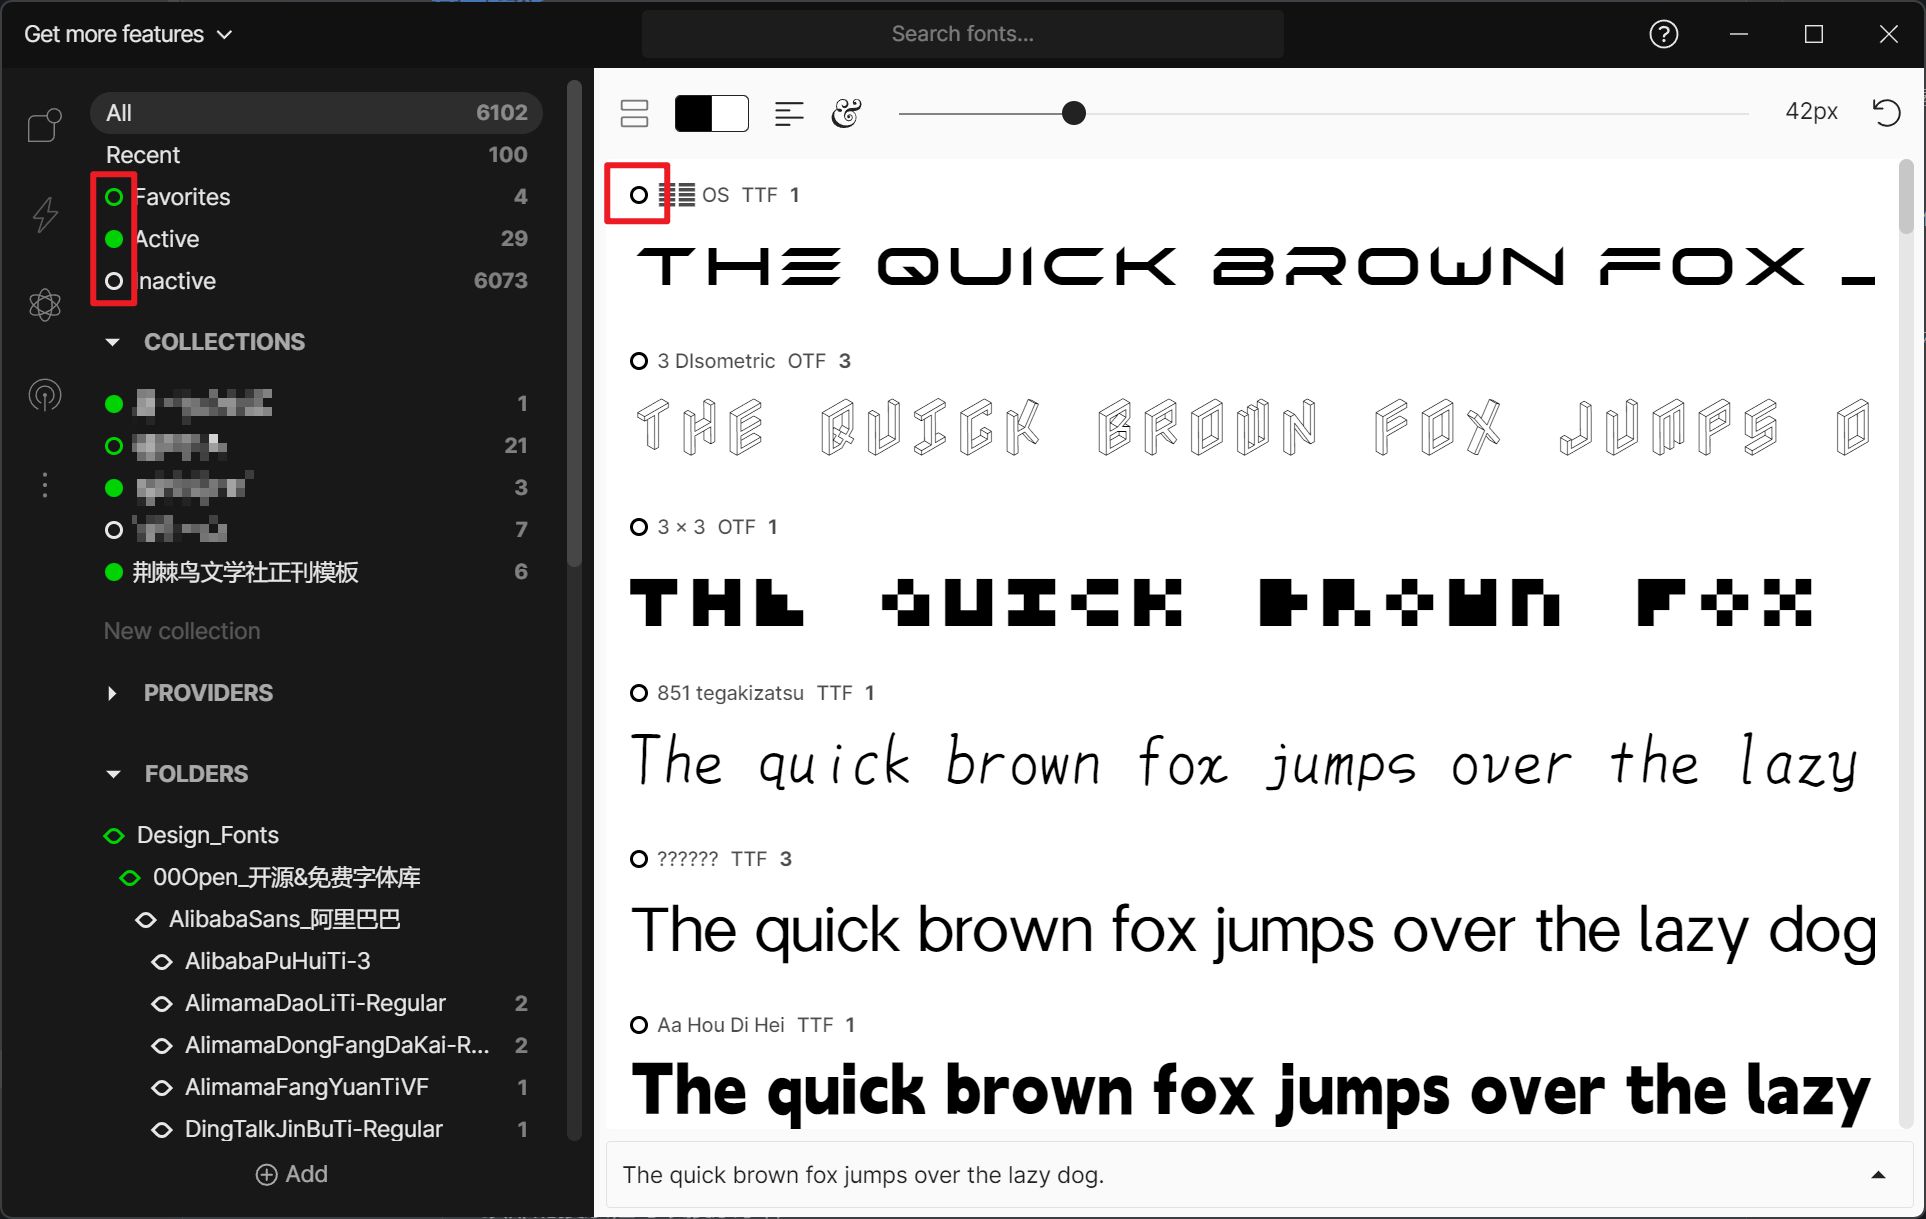 Get more features
Search fonts...
All 6102
Recent 100
Favorites 4
Active 29
Inactive 6073
COLLECTIONS
1
21
3
7
荆棘鸟文学社正刊模板 6
New collection
PROVIDERS
FOLDERS
Design_Fonts
00Open_开源&免费字体库
AlibabaSans_阿里巴巴
AlibabaPuHuiTi-3
AlimamaDaoLiTi-Regular 2
AlimamaDongFangDaKai-R... 2
AlimamaFangYuanTiVF 1
DingTalkJinBuTi-Regular 1
Add
42px
OS TTF 1
THE QUICK BROWN FOX
3 DIsometric OTF 3
THE QUICK BROWN FOX JUMPS O
3 × 3 OTF 1
THE QUICK BROWN FOX
851 tegakizatsu TTF 1
The quick brown fox jumps over the lazy
?????? TTF 3
The quick brown fox jumps over the lazy dog
Aa Hou Di Hei TTF 1
The quick brown fox jumps over the lazy
The quick brown fox jumps over the lazy dog.